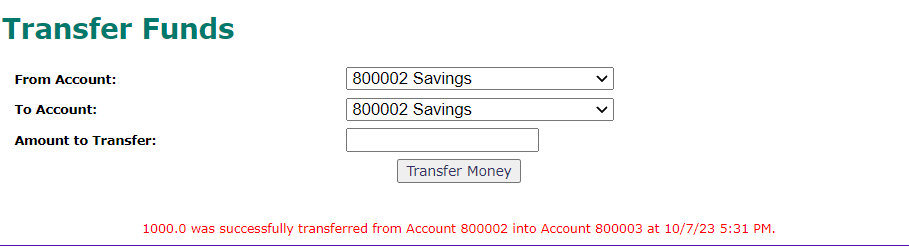 Transfer Funds
From Account: 800002 Savings
To Account: 800002 Savings
Amount to Transfer:
Transfer Money
1000.0 was successfully transferred from Account 800002 into Account 800003 at 10/7/23 5:31 PM.